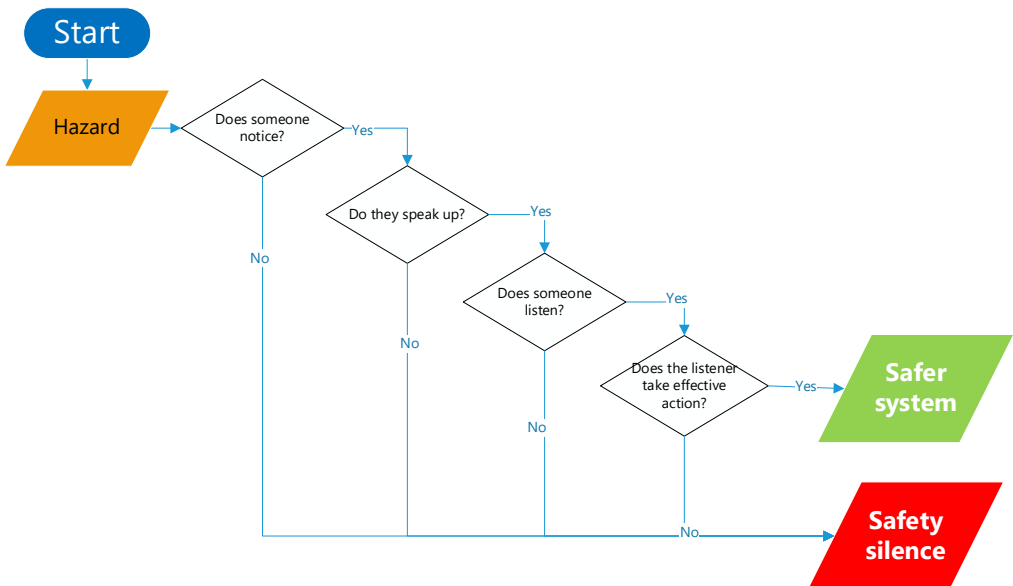 Start
Hazard
Does someone
notice?
Yes
Do they speak up?
Yes
No
Does someone
listen?
Yes
No
Does the listener
take effective
action?
Yes
Safer
system
No
No
Safety
silence